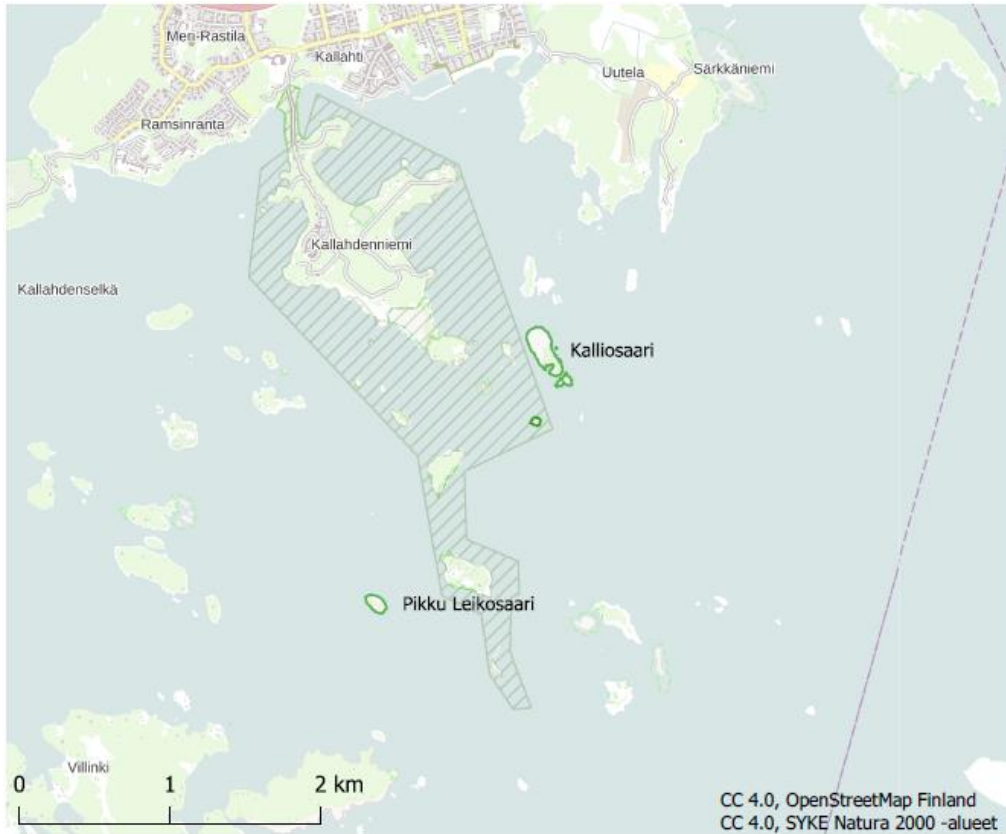 Meri-Rastila
Kallahti
Uutela
Särkkäniemi
Ramsinranta
Kallahdenniemi
Kallahdenselkä
Kalliosaari
Pikku Leikosaari
Villinki
0 1 2 km
CC 4.0, OpenStreetMap Finland
CC 4.0, SYKE Natura 2000 -alueet